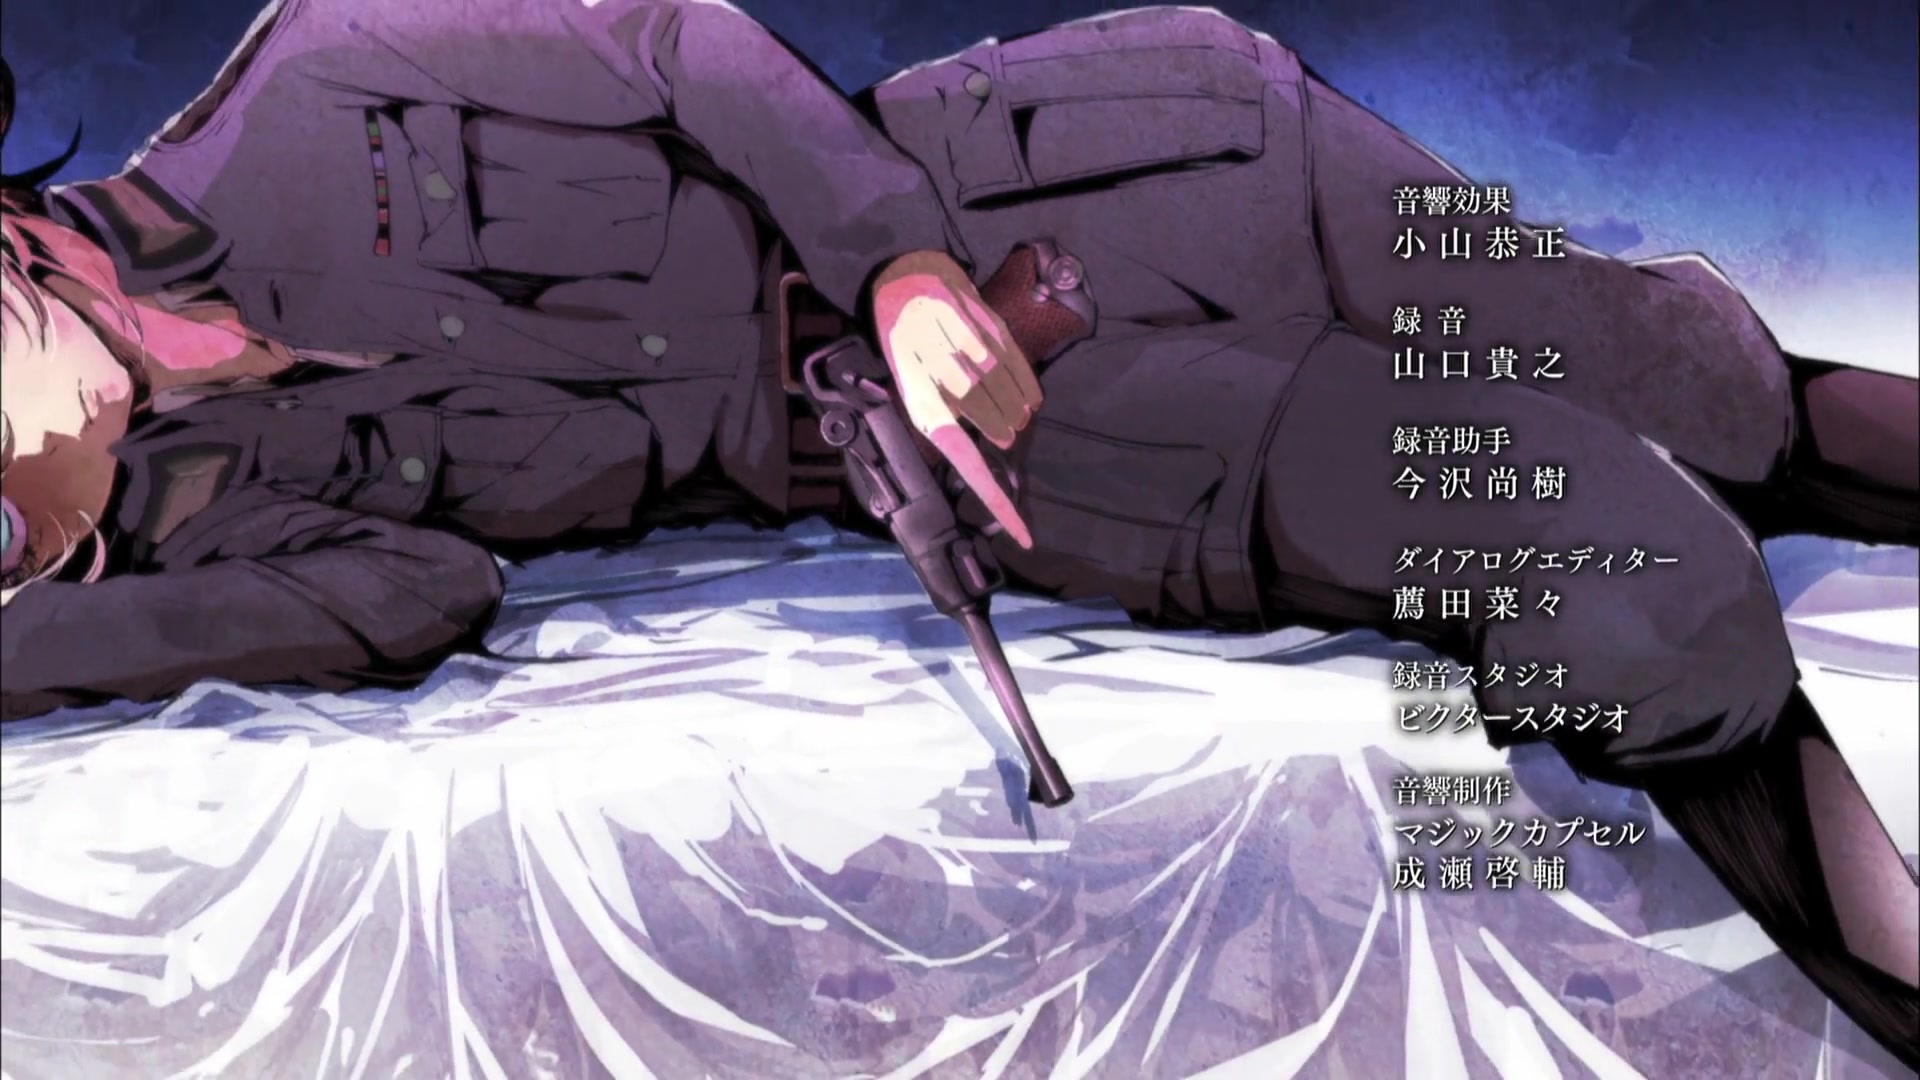 音響効果
小山恭正
録音
山口貴之
録音助手
今沢尚樹
ダイアログエディター
薦田菜々
録音スタジオ
ビクタースタジオ
音響制作
マジックカプセル
成瀬啓輔